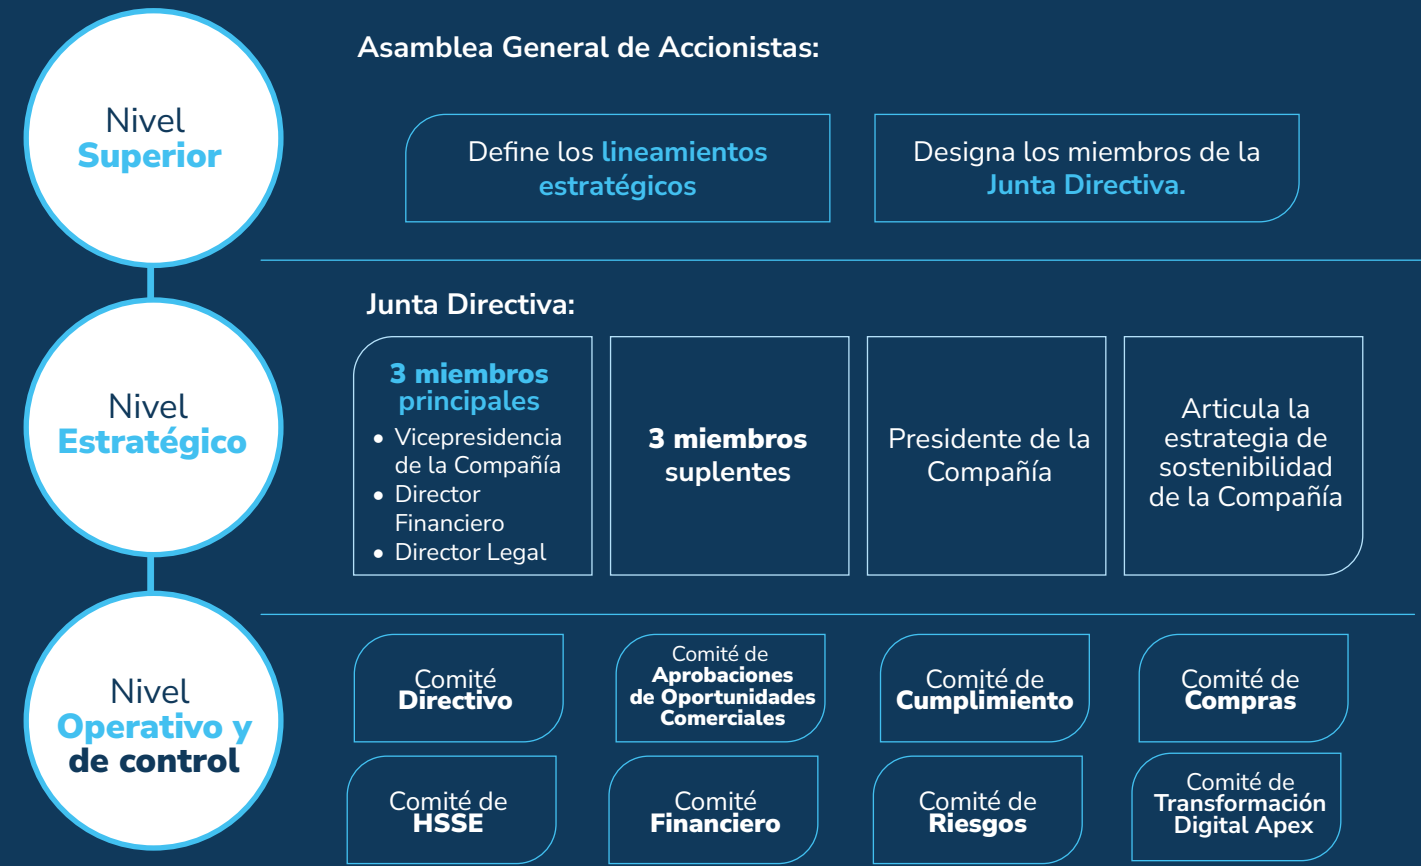 Nivel
Superior
Asamblea General de Accionistas:
Define los lineamientos
estratégicos
Designa los miembros de la
Junta Directiva.
Nivel
Estratégico
Junta Directiva:
3 miembros
principales
• Vicepresidencia
de la Compañía
• Director
Financiero
• Director Legal
3 miembros
suplentes
Presidente de la
Compañía
Articula la
estrategia de
sostenibilidad
de la Compañía
Nivel
Operativo y
de control
Comité
Directivo
Comité de
Aprobaciones
de Oportunidades
Comerciales
Comité de
Cumplimiento
Comité de
Compras
Comité de
HSSE
Comité
Financiero
Comité de
Riesgos
Comité de
Transformación
Digital Apex